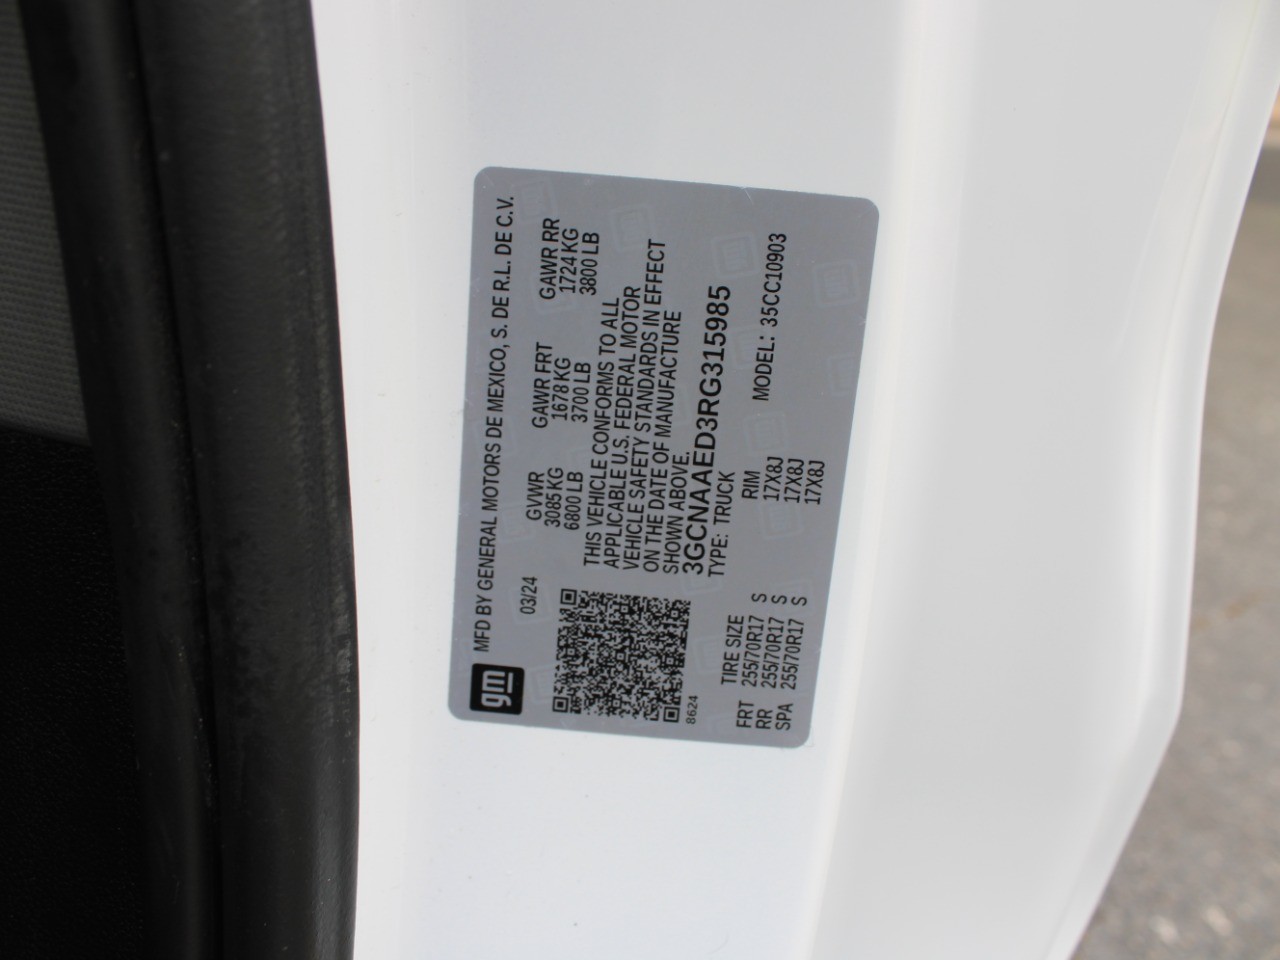 gm
MFD BY GENERAL MOTORS DE MEXICO, S. DE R.L. DE C.V.
03/24
GVWR GAWR FRT GAWR RR
3085 KG 1678 KG 1724 KG
6800 LB 3700 LB 3800 LB
THIS VEHICLE CONFORMS TO ALL
APPLICABLE U.S. FEDERAL MOTOR
VEHICLE SAFETY STANDARDS IN EFFECT
ON THE DATE OF MANUFACTURE
SHOWN ABOVE.
3GCNAAED3RG315985
8624
TYPE: TRUCK
MODEL: 35CC10903
TIRE SIZE RIM
FRT 255/70R17 S 17X8J
RR 255/70R17 S 17X8J
SPA 255/70R17 S 17X8J